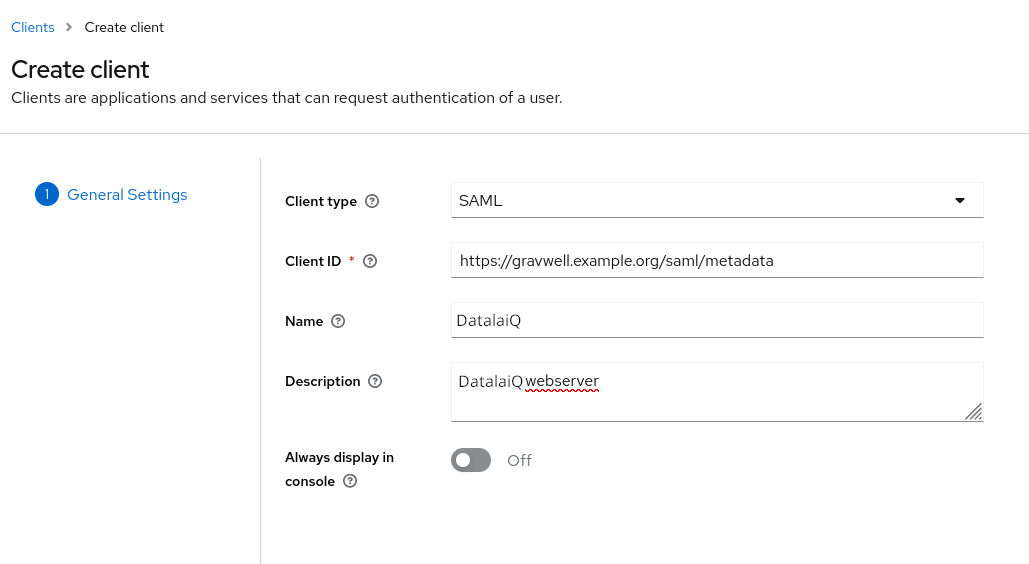 Clients > Create client
Create client
Clients are applications and services that can request authentication of a user.
1 General Settings
Client type ? SAML
Client ID * ? https://gravwell.example.org/saml/metadata
Name ? DatalaiQ
Description ? DatalaiQ webserver
Always display in
console ? Off